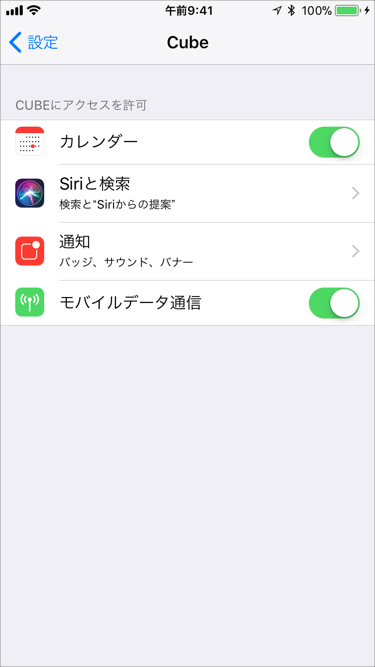 午前9:41 100%
設定 Cube
CUBEにアクセスを許可
カレンダー
Siriと検索
検索と“Siriからの提案”
通知
バッジ、サウンド、バナー
モバイルデータ通信